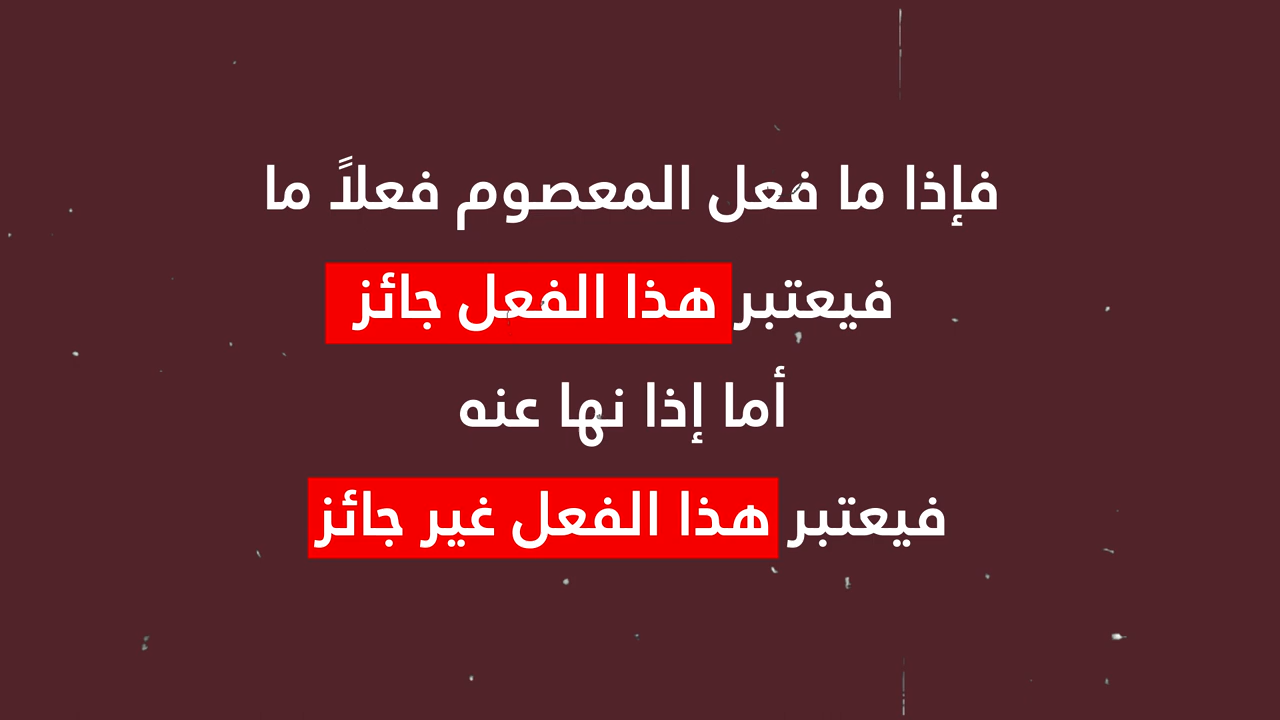 فإذا ما فعل المعصوم فعلاً ما
فيعتبر هذا الفعل جائز
أما إذا نها عنه
فيعتبر هذا الفعل غير جائز